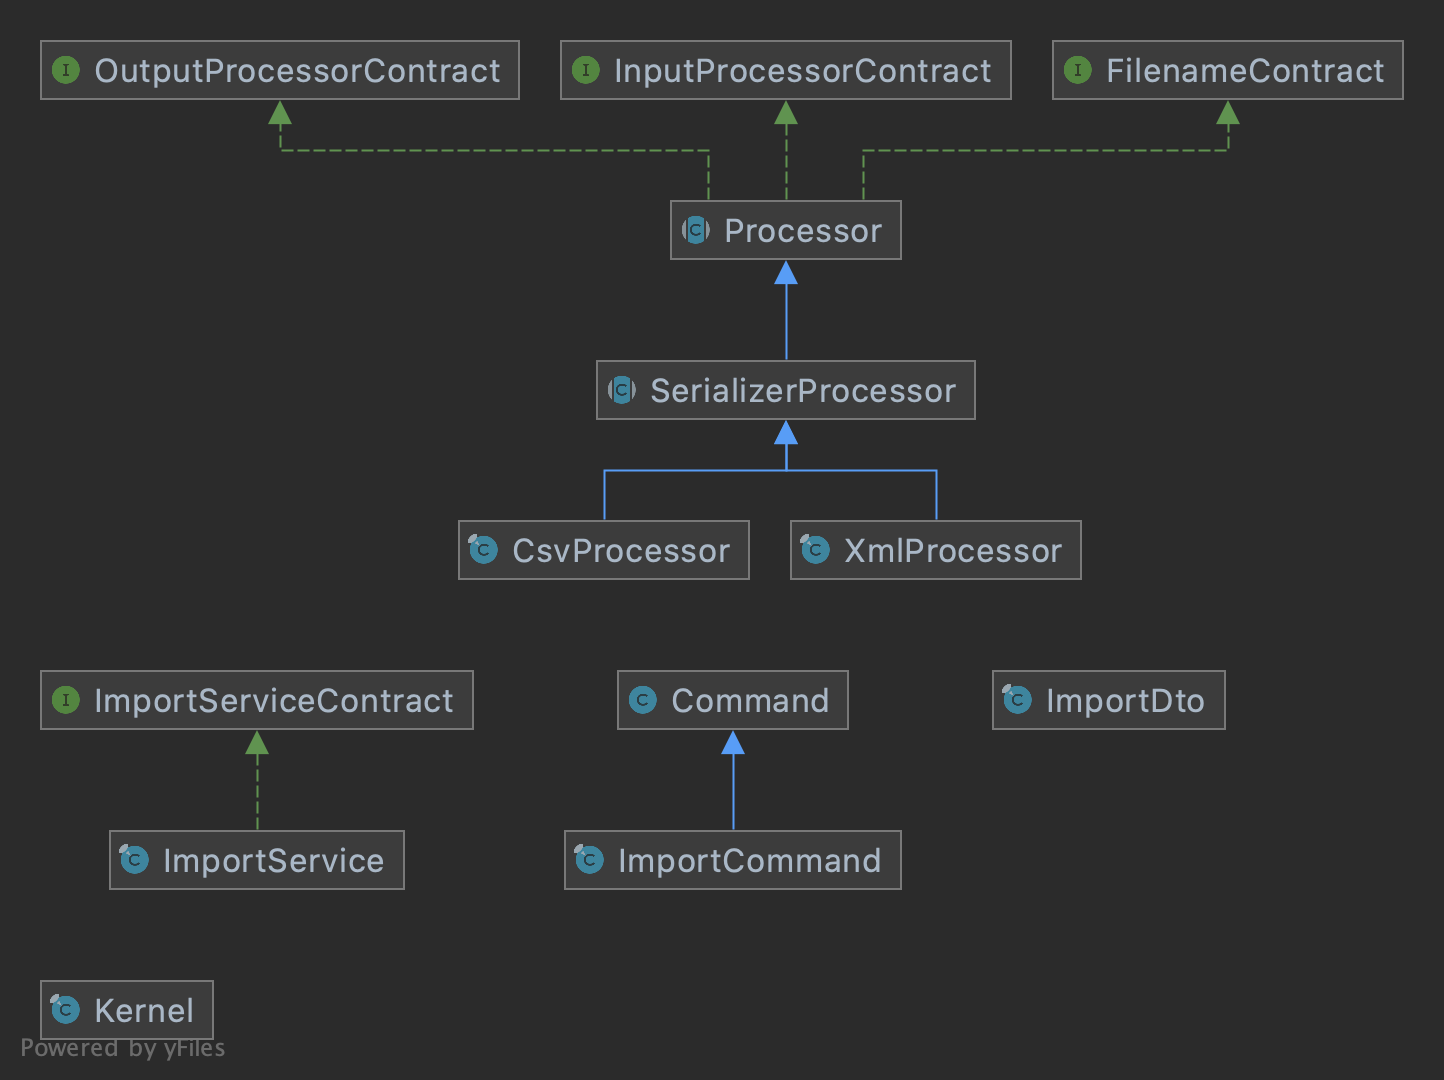 OutputProcessorContract
InputProcessorContract
FilenameContract
Processor
SerializerProcessor
CsvProcessor
XmlProcessor
ImportServiceContract
Command
ImportDto
ImportService
ImportCommand
Kernel
Powered by yFiles